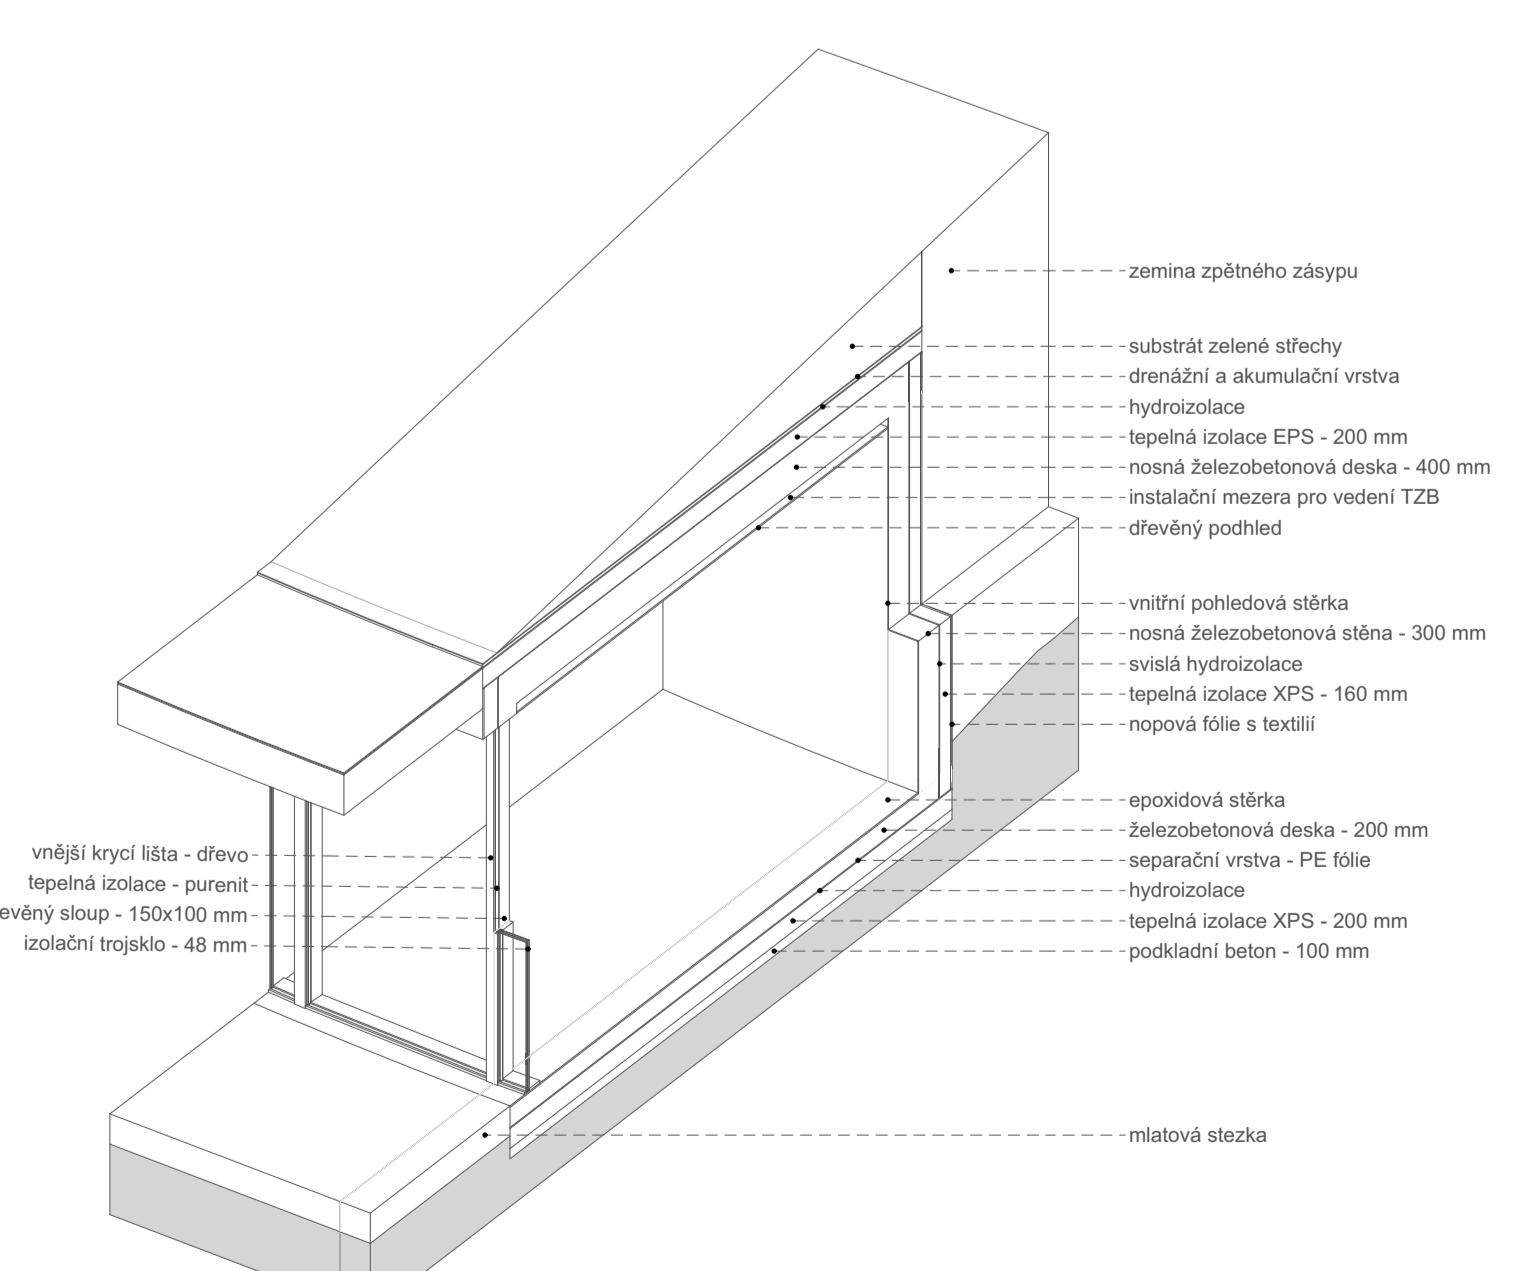 zemina zpětného zásypu
substrát zelené střechy
drenážní a akumulační vrstva
hydroizolace
tepelná izolace EPS - 200 mm
nosná železobetonová deska - 400 mm
instalační mezera pro vedení TZB
dřevěný podhled
vnitřní pohledová stěrka
nosná železobetonová stěna - 300 mm
svislá hydroizolace
tepelná izolace XPS - 160 mm
nopová fólie s textilií
epoxidová stěrka
železobetonová deska - 200 mm
separační vrstva - PE fólie
hydroizolace
tepelná izolace XPS - 200 mm
podkladní beton - 100 mm
mlatová stezka
vnější krycí lišta - dřevo
tepelná izolace - purenit
evěný sloup - 150x100 mm
izolační trojsklo - 48 mm